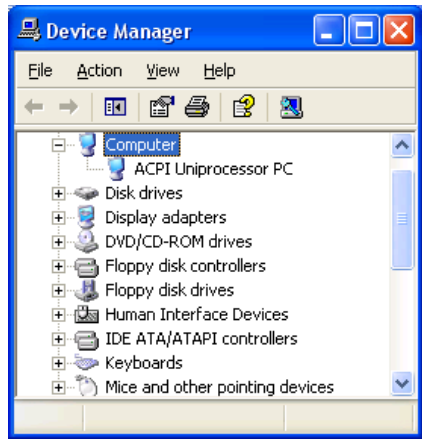 Device Manager
File Action View Help
Computer
ACPI Uniprocessor PC
Disk drives
Display adapters
DVD/CD-ROM drives
Floppy disk controllers
Floppy disk drives
Human Interface Devices
IDE ATA/ATAPI controllers
Keyboards
Mice and other pointing devices